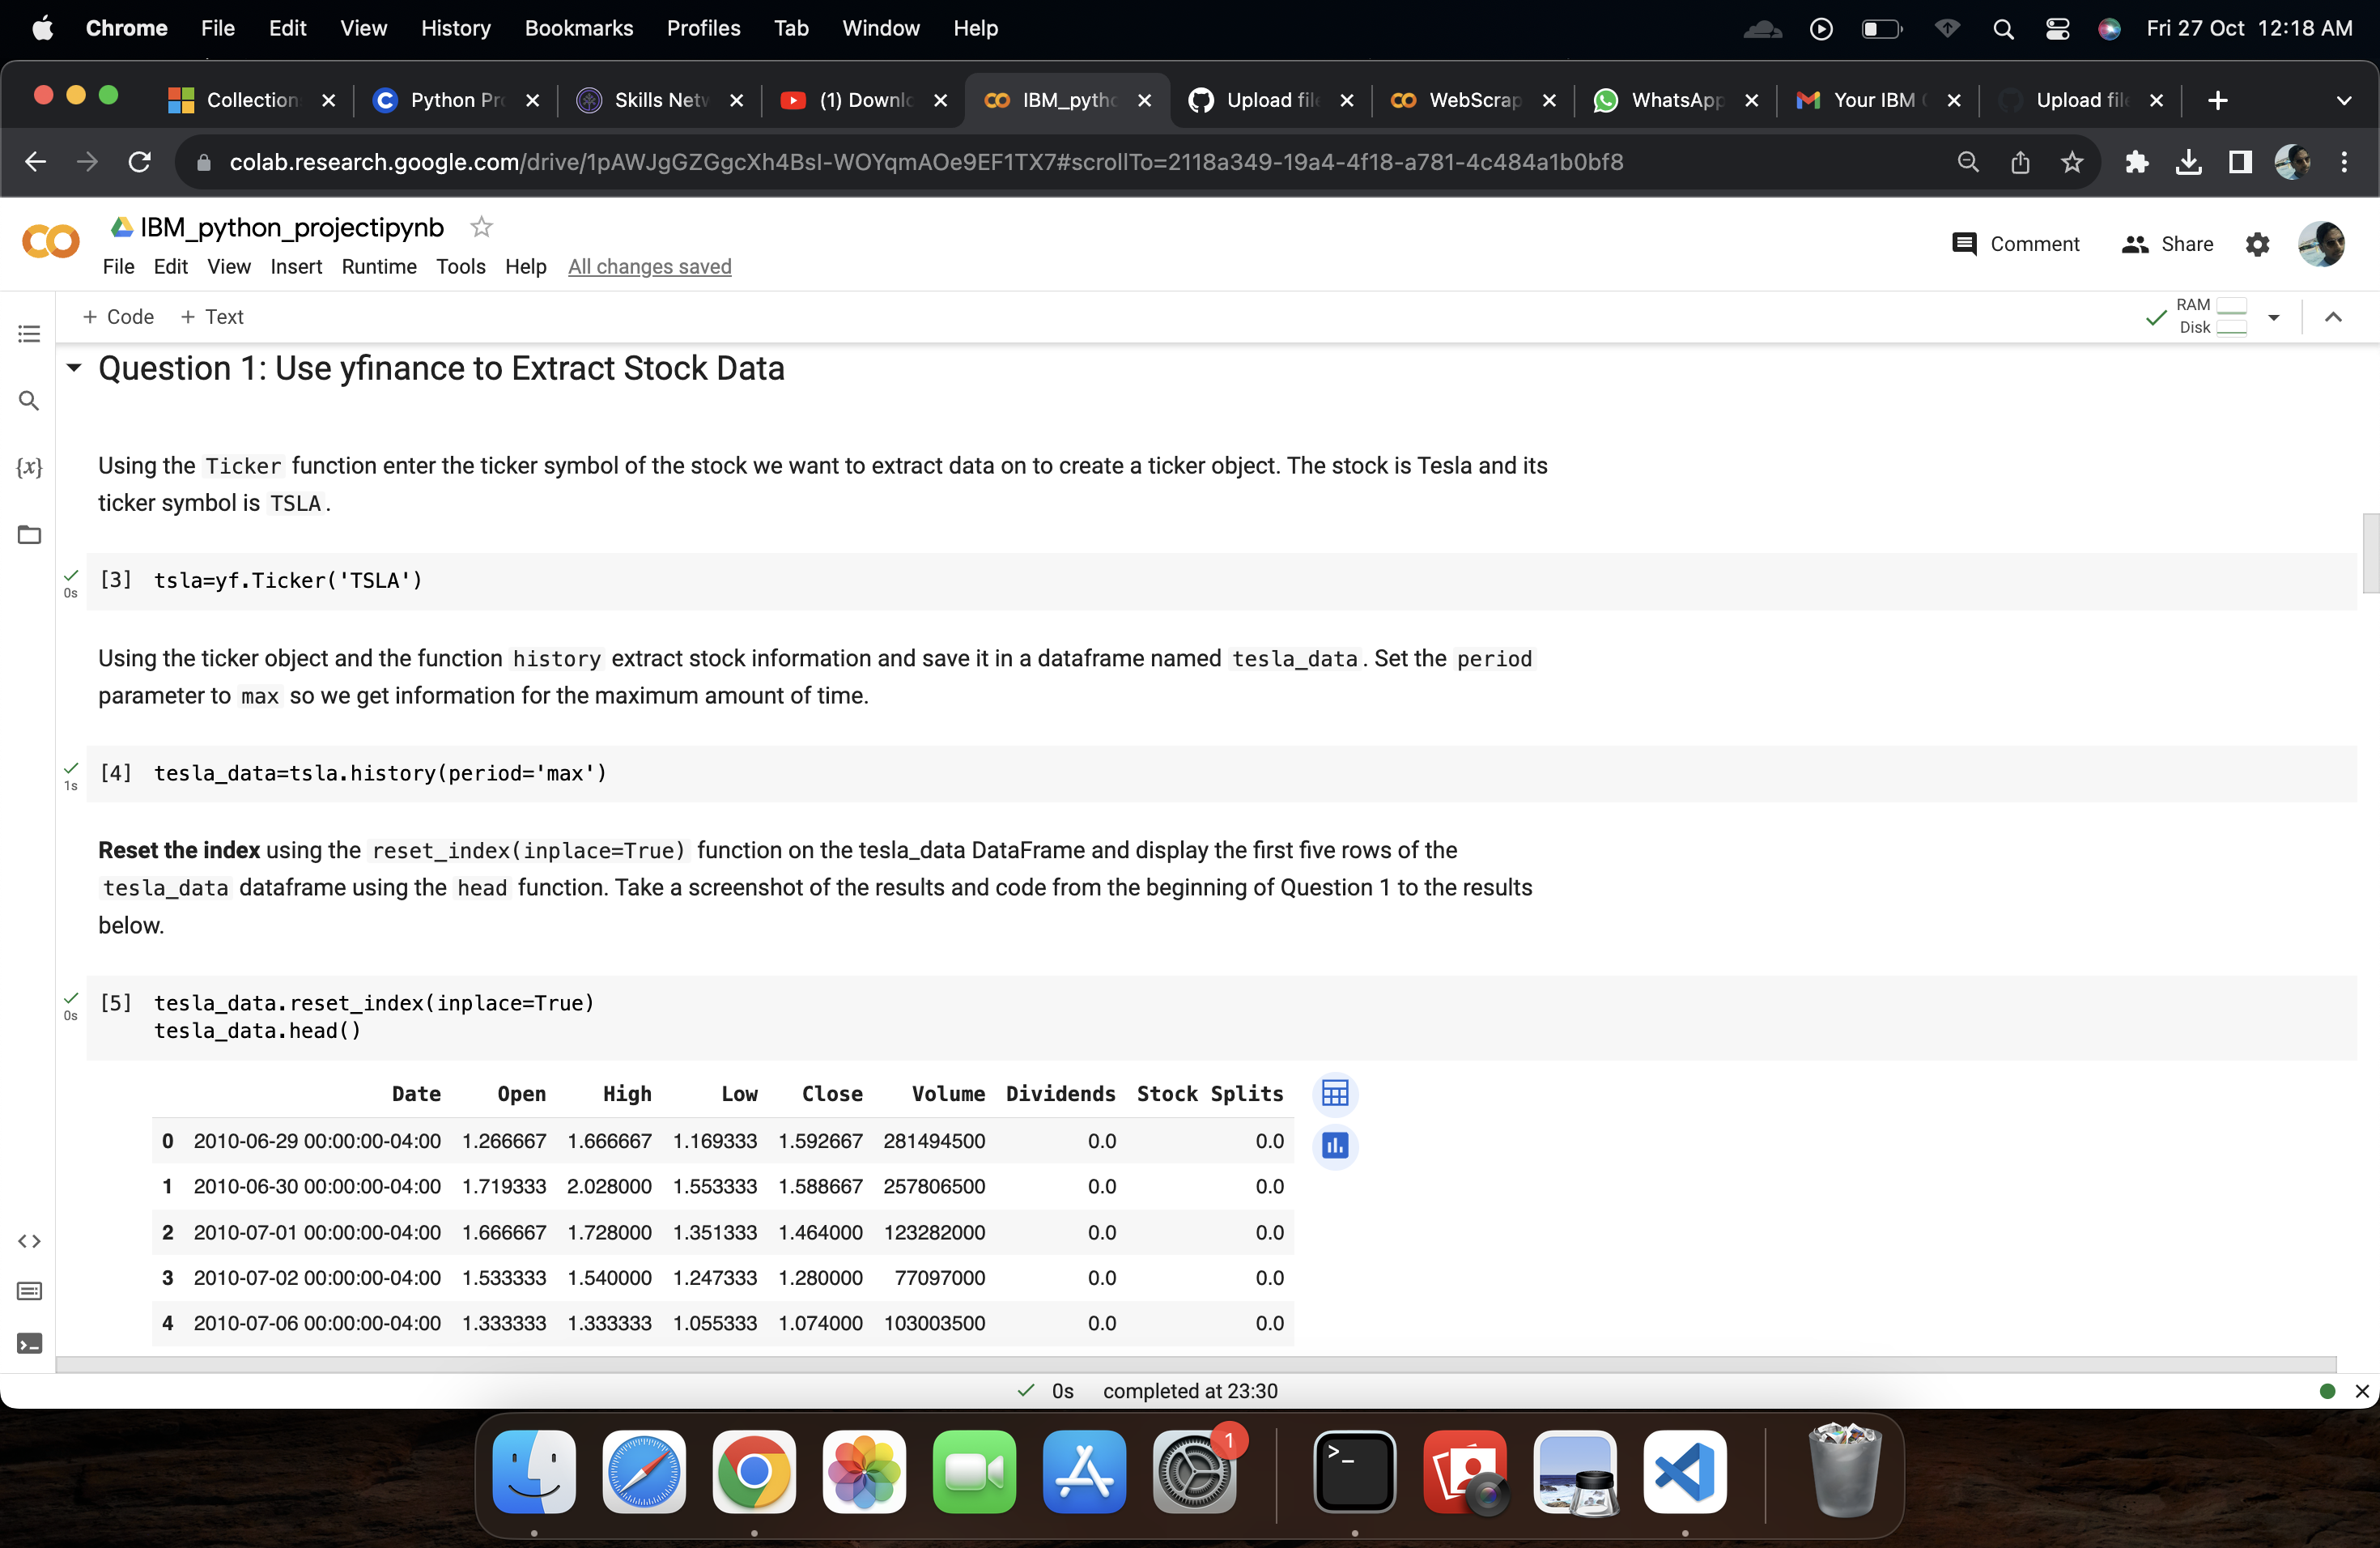 Chrome File Edit View History Bookmarks Profiles Tab Window Help Fri 27 Oct 12:18 AM
Collection Python Pr Skills Netw (1) Downlo IBM_pytho Upload file WebScrap WhatsApp Your IBM Upload file
colab.research.google.com/drive/1pAWJgGZGgcXh4BsI-WOYqmAOe9EF1TX7#scrollTo=2118a349-19a4-4f18-a781-4c484a1b0bf8
CO IBM_python_projectipynb
Comment Share
File Edit View Insert Runtime Tools Help All changes saved
+ Code + Text
RAM
Disk
Question 1: Use yfinance to Extract Stock Data
{x}
Using the Ticker function enter the ticker symbol of the stock we want to extract data on to create a ticker object. The stock is Tesla and its
ticker symbol is TSLA.
[3] tsla=yf.Ticker('TSLA')
0s
Using the ticker object and the function history extract stock information and save it in a dataframe named tesla_data. Set the period
parameter to max so we get information for the maximum amount of time.
[4] tesla_data=tsla.history(period='max')
1s
Reset the index using the reset_index(inplace=True) function on the tesla_data DataFrame and display the first five rows of the
tesla_data dataframe using the head function. Take a screenshot of the results and code from the beginning of Question 1 to the results
below.
[5] tesla_data.reset_index(inplace=True)
0s
tesla_data.head()
Date Open High Low Close Volume Dividends Stock Splits
0 2010-06-29 00:00:00-04:00 1.266667 1.666667 1.169333 1.592667 281494500 0.0 0.0
1 2010-06-30 00:00:00-04:00 1.719333 2.028000 1.553333 1.588667 257806500 0.0 0.0
2 2010-07-01 00:00:00-04:00 1.666667 1.728000 1.351333 1.464000 123282000 0.0 0.0
3 2010-07-02 00:00:00-04:00 1.533333 1.540000 1.247333 1.280000 77097000 0.0 0.0
4 2010-07-06 00:00:00-04:00 1.333333 1.333333 1.055333 1.074000 103003500 0.0 0.0
0s completed at 23:30
1